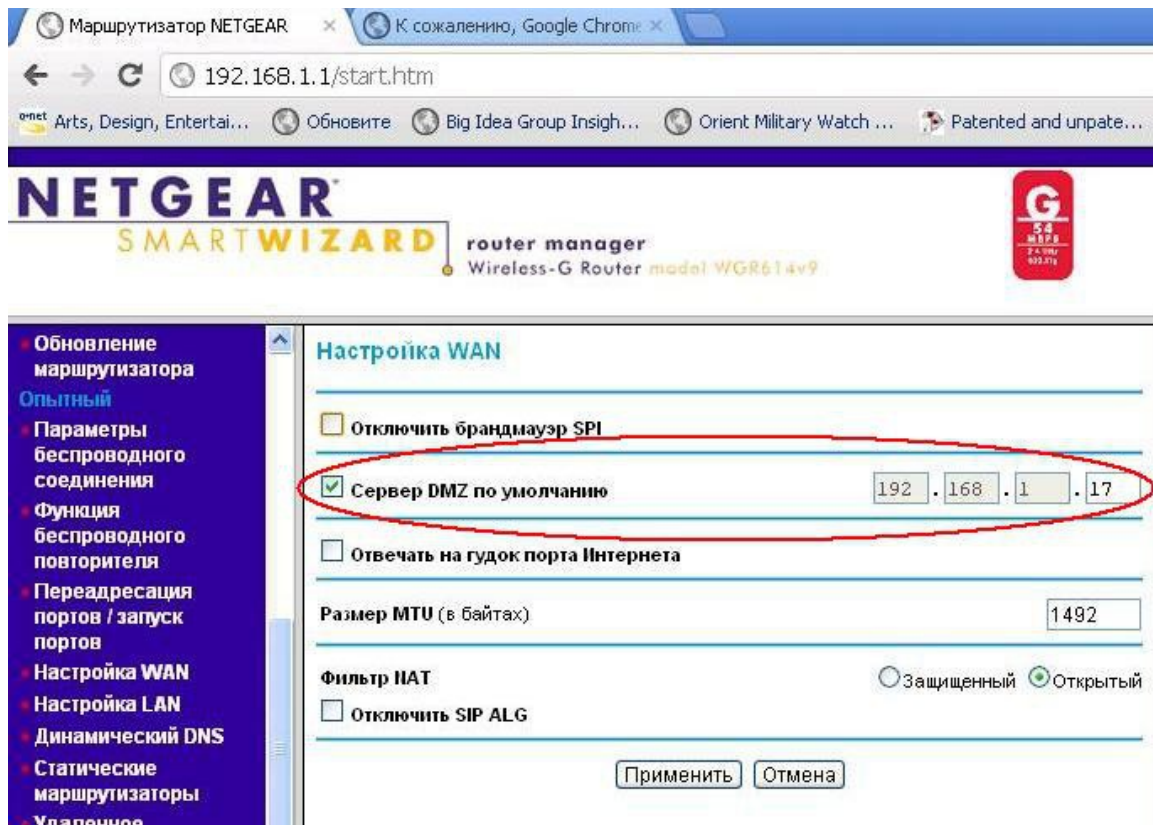 Маршрутизатор NETGEAR
К сожалению, Google Chrome
192.168.1.1/start.htm
Arts, Design, Entertai...
Обновите
Big Idea Group Insigh...
Orient Military Watch ...
Patented and unpate...
NETGEAR
SMARTWIZARD
router manager
Wireless-G Router model WGR614v9
G
54
MBPS
Обновление
маршрутизатора
Опытный
Параметры
беспроводного
соединения
Функция
беспроводного
повторителя
Переадресация
портов / запуск
портов
Настройка WAN
Настройка LAN
Динамический DNS
Статические
маршрутизаторы
Удаленное
Настройка WAN
Отключить брандмауэр SPI
Сервер DMZ по умолчанию 192 . 168 . 1 . 17
Отвечать на гудок порта Интернета
Размер MTU (в байтах) 1492
Фильтр NAT Защищенный Открытый
Отключить SIP ALG
Применить Отмена